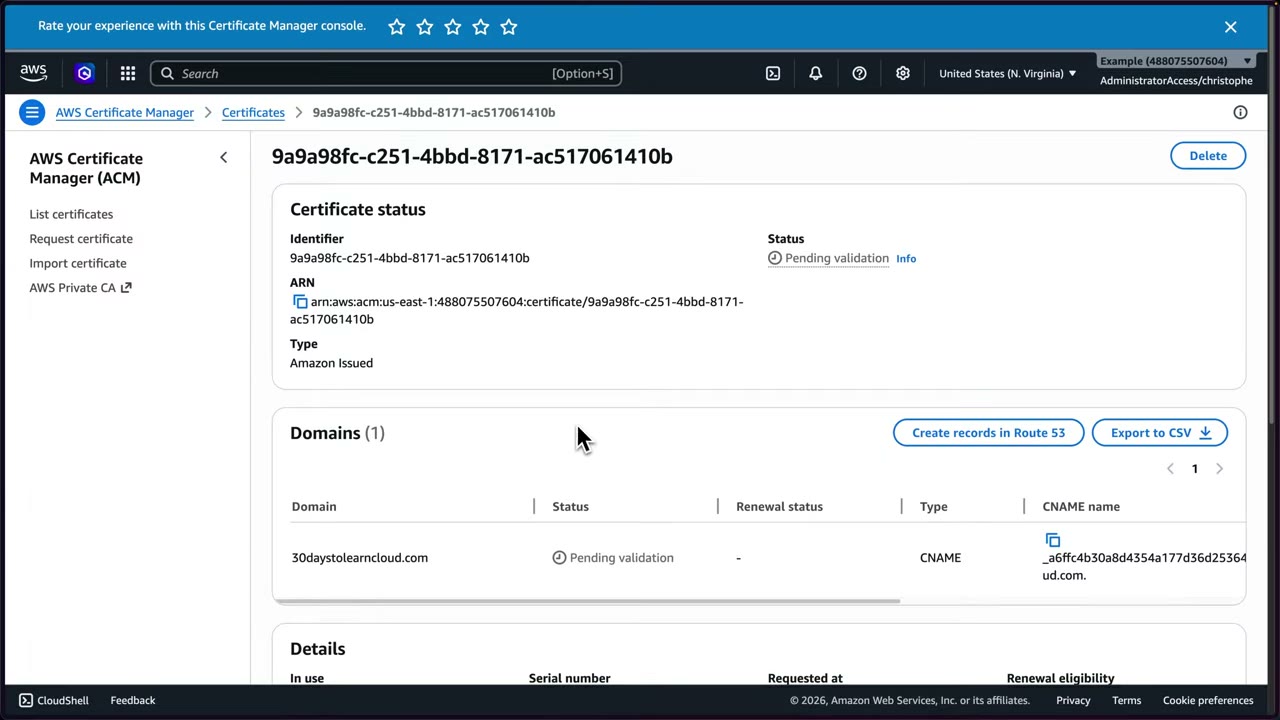 Rate your experience with this Certificate Manager console.
aws
Search
[Option+S]
United States (N. Virginia)
Example (488075507604)
AdministratorAccess/christophe
AWS Certificate Manager
Certificates
9a9a98fc-c251-4bbd-8171-ac517061410b
AWS Certificate
Manager (ACM)
List certificates
Request certificate
Import certificate
AWS Private CA
9a9a98fc-c251-4bbd-8171-ac517061410b
Delete
Certificate status
Identifier
9a9a98fc-c251-4bbd-8171-ac517061410b
Status
Pending validation
Info
ARN
arn:aws:acm:us-east-1:488075507604:certificate/9a9a98fc-c251-4bbd-8171-
ac517061410b
Type
Amazon Issued
Domains (1)
Create records in Route 53
Export to CSV
1
Domain
Status
Renewal status
Type
CNAME name
30daystolearncloud.com
Pending validation
-
CNAME
_a6ffc4b30a8d4354a177d36d25364
ud.com.
Details
In use
Serial number
Requested at
Renewal eligibility
CloudShell
Feedback
© 2026, Amazon Web Services, Inc. or its affiliates.
Privacy
Terms
Cookie preferences